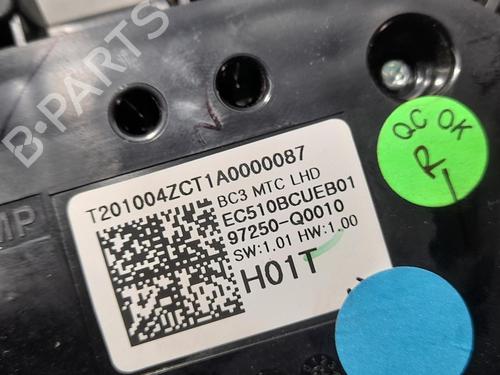 B-PARTS
QC OK
R
MP
T201004ZCT1A0000087
BC3 MTC LHD
EC510BCUEB01
97250-Q0010
SW:1.01 HW:1.00
H01T